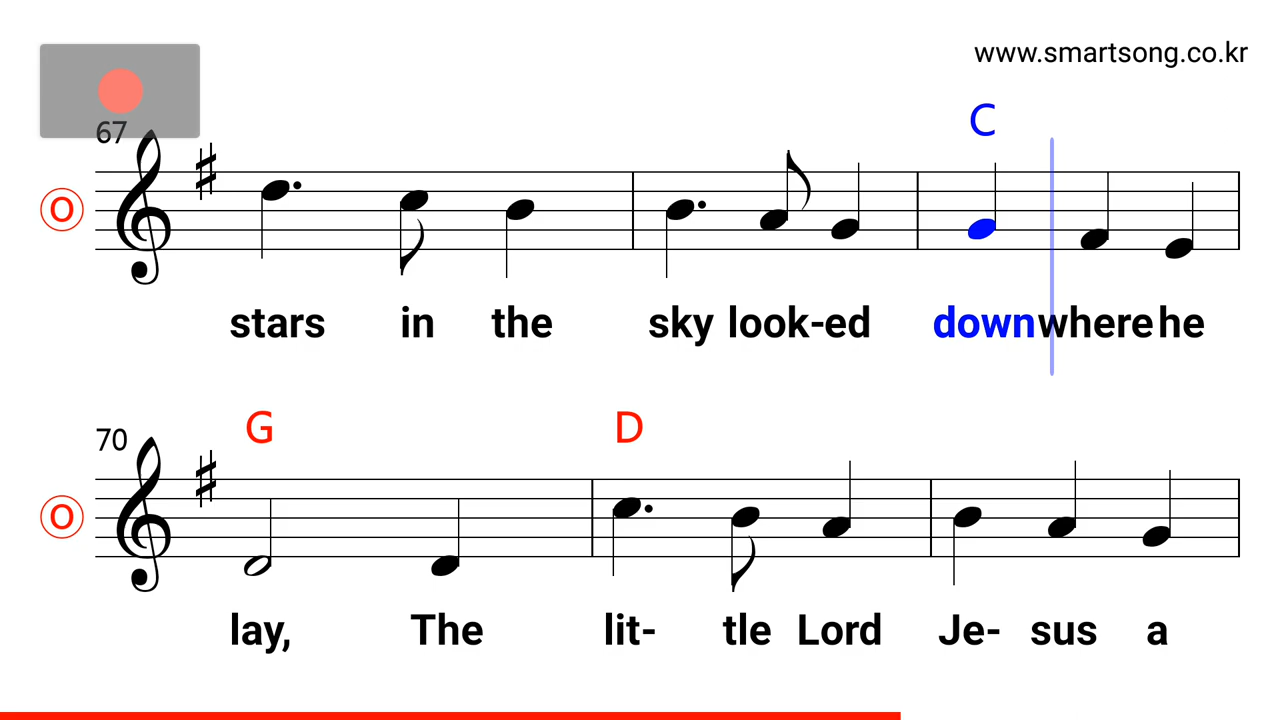 www.smartsong.co.kr
67
C
O
stars in the sky look-ed down where he
70
G D
O
lay, The lit- tle Lord Je- sus a